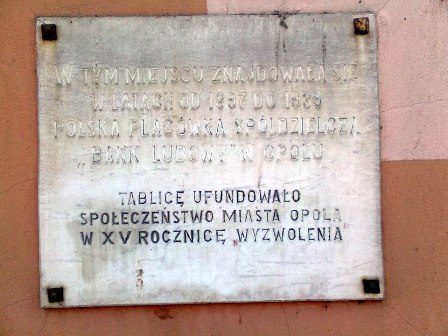 W TYM MIEJSCU ZNAJDOWAŁA SIĘ
W LATACH OD 1897 DO 1939
POLSKA PLACÓWKA SPÓŁDZIELCZA
„BANK LUDOWY" W OPOLU
TABLICĘ UFUNDOWAŁO
SPOŁECZEŃSTWO MIASTA OPOLA
W XV ROCZNICĘ WYZWOLENIA